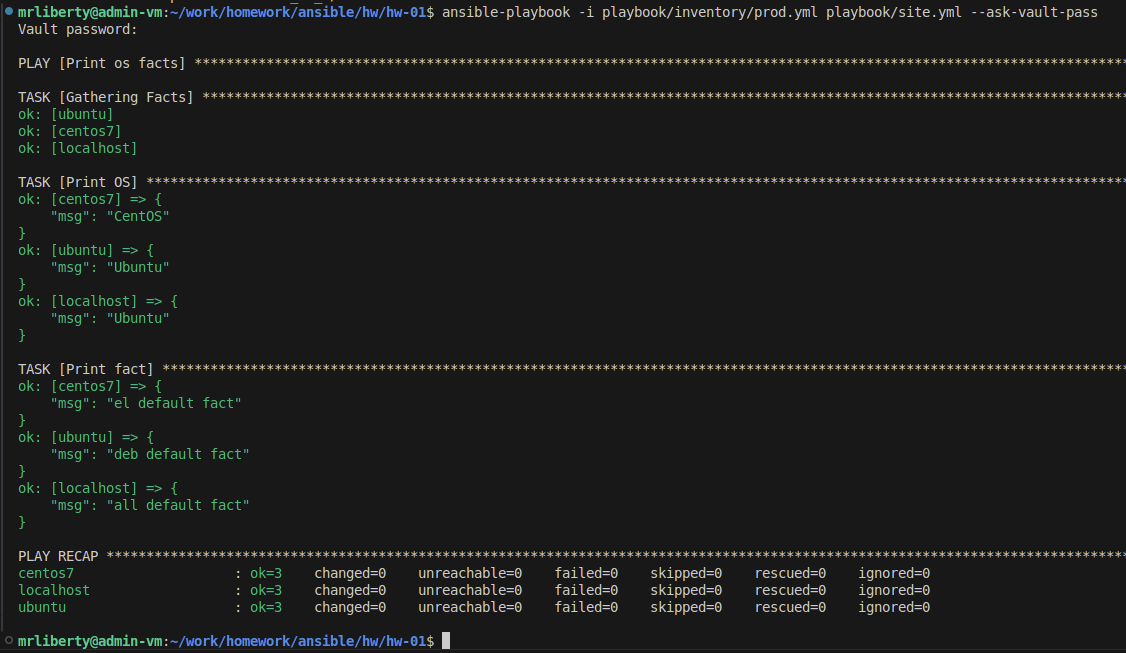 mrliberty@admin-vm:~/work/homework/ansible/hw/hw-01$ ansible-playbook -i playbook/inventory/prod.yml playbook/site.yml --ask-vault-pass
Vault password:
PLAY [Print os facts] ********************************************************************************************************************
TASK [Gathering Facts] *******************************************************************************************************************
ok: [ubuntu]
ok: [centos7]
ok: [localhost]
TASK [Print OS] **************************************************************************************************************************
ok: [centos7] => {
    "msg": "CentOS"
}
ok: [ubuntu] => {
    "msg": "Ubuntu"
}
ok: [localhost] => {
    "msg": "Ubuntu"
}
TASK [Print fact] ************************************************************************************************************************
ok: [centos7] => {
    "msg": "el default fact"
}
ok: [ubuntu] => {
    "msg": "deb default fact"
}
ok: [localhost] => {
    "msg": "all default fact"
}
PLAY RECAP *******************************************************************************************************************************
centos7                    : ok=3    changed=0    unreachable=0    failed=0    skipped=0    rescued=0    ignored=0
localhost                  : ok=3    changed=0    unreachable=0    failed=0    skipped=0    rescued=0    ignored=0
ubuntu                     : ok=3    changed=0    unreachable=0    failed=0    skipped=0    rescued=0    ignored=0
mrliberty@admin-vm:~/work/homework/ansible/hw/hw-01$